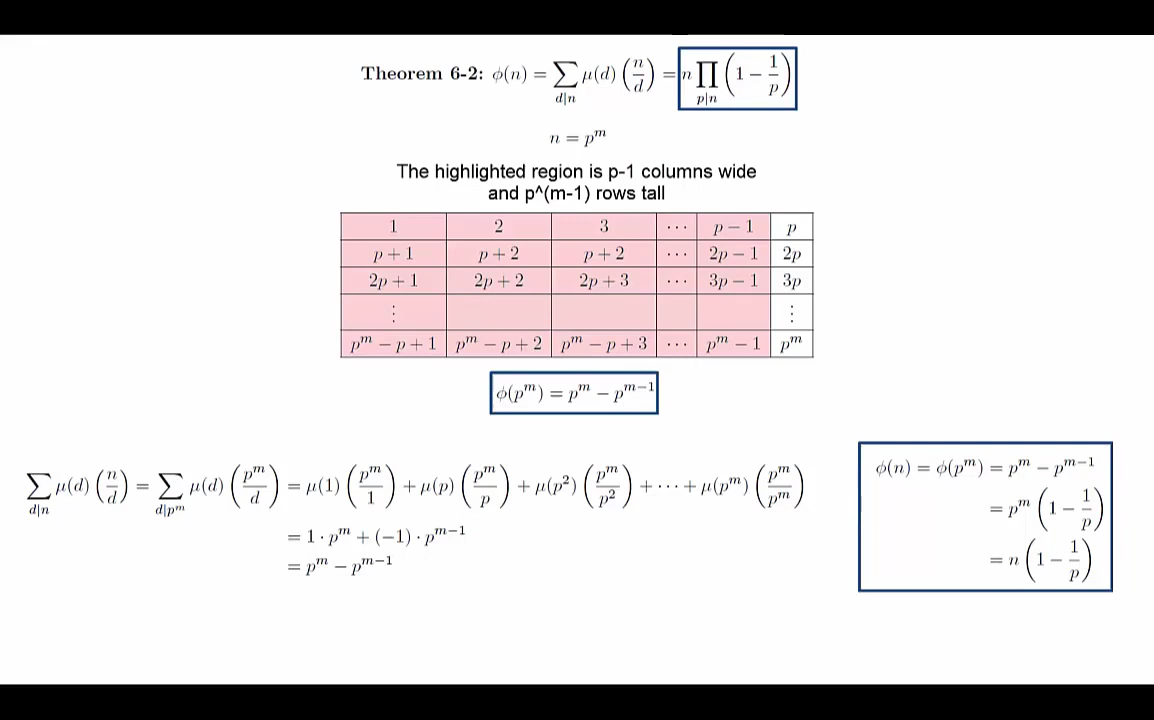 Theorem 6-2: ϕ(n) = ∑_{d|n} μ(d) (n/d) = n ∏_{p|n} (1 − 1/p)
n = p^m
The highlighted region is p-1 columns wide
and p^(m-1) rows tall
1 2 3 ⋯ p − 1 p
p + 1 p + 2 p + 2 ⋯ 2p − 1 2p
2p + 1 2p + 2 2p + 3 ⋯ 3p − 1 3p
⋮ ⋮
p^m − p + 1 p^m − p + 2 p^m − p + 3 ⋯ p^m − 1 p^m
ϕ(p^m) = p^m − p^{m−1}
∑_{d|n} μ(d) (n/d) = ∑_{d|p^m} μ(d) (p^m/d) = μ(1) (p^m/1) + μ(p) (p^m/p) + μ(p^2) (p^m/p^2) + ⋯ + μ(p^m) (p^m/p^m)
= 1 · p^m + (−1) · p^{m−1}
= p^m − p^{m−1}
ϕ(n) = ϕ(p^m) = p^m − p^{m−1}
= p^m (1 − 1/p)
= n (1 − 1/p)